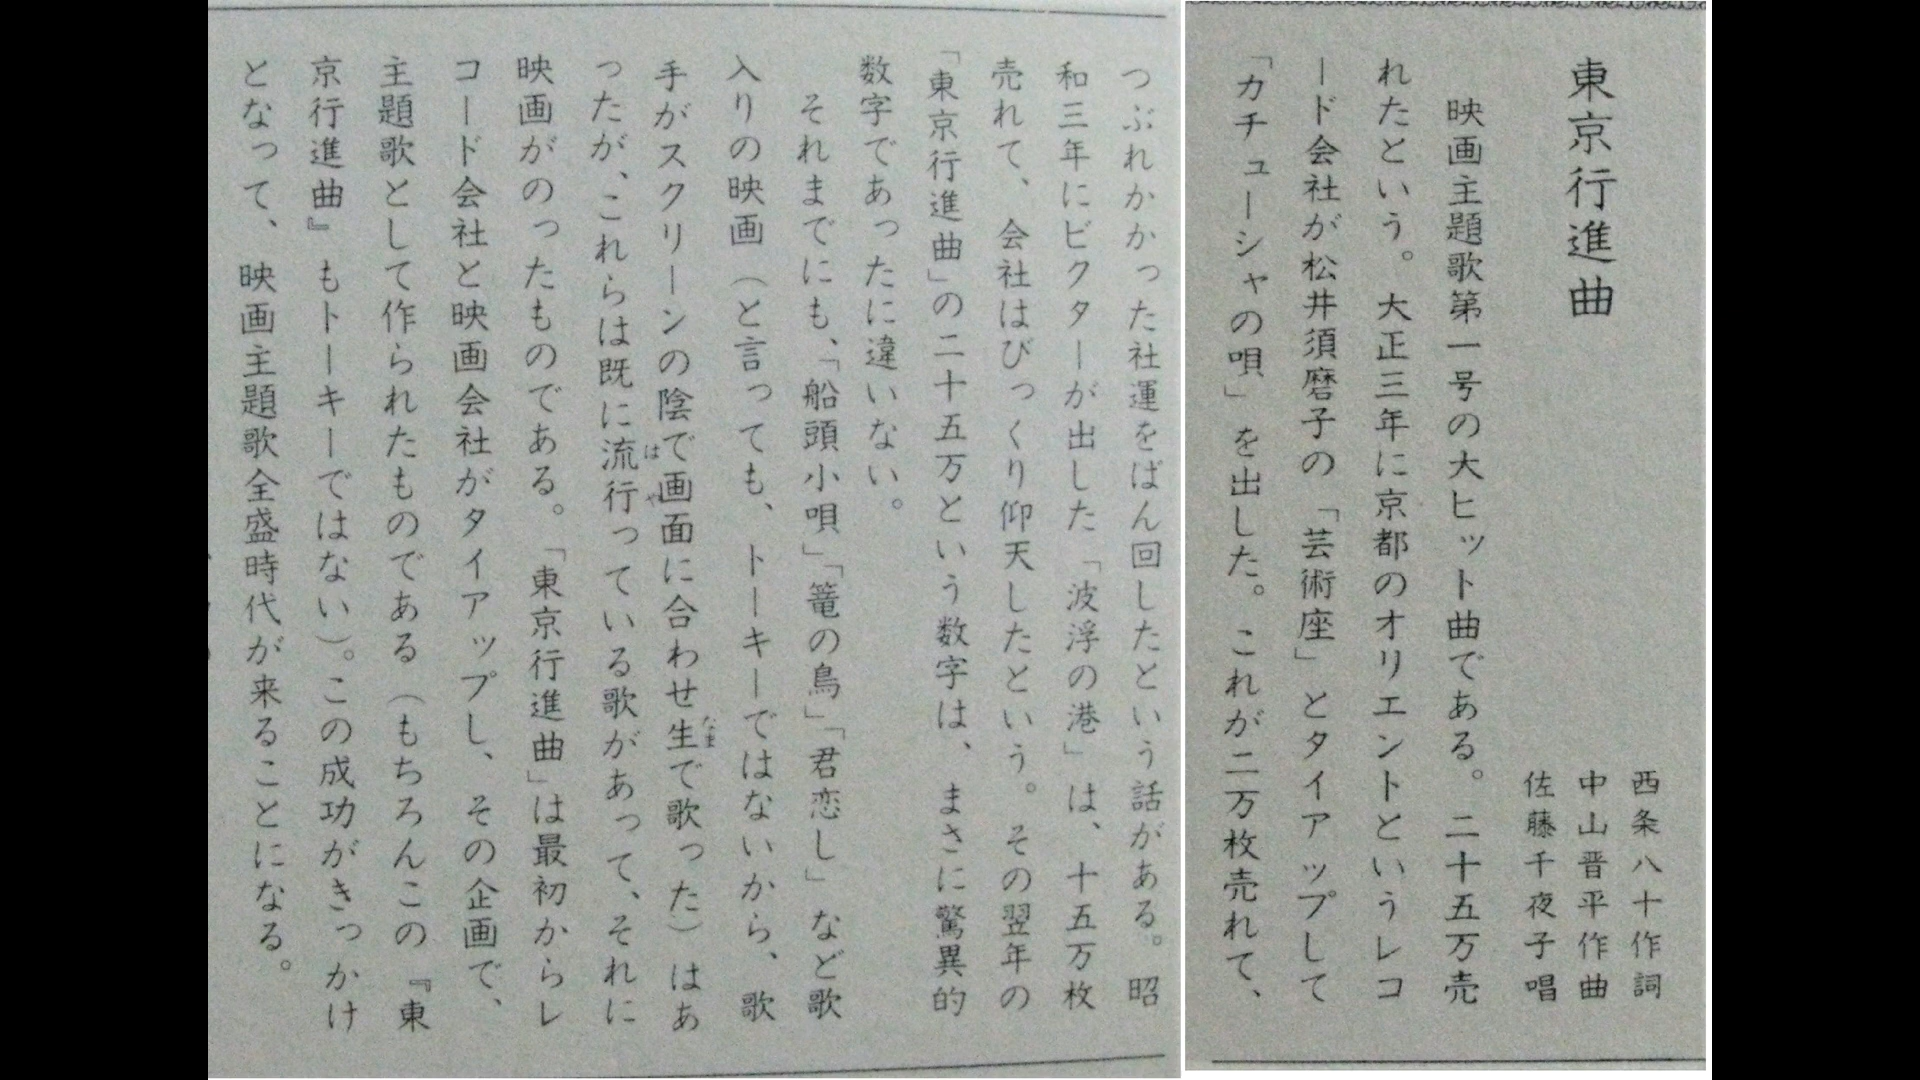 東京行進曲
西条八十作詞
中山晋平作曲
佐藤千夜子唱
映画主題歌第一号の大ヒット曲である。二十五万売
れたという。大正三年に京都のオリエントというレコ
ード会社が松井須磨子の「芸術座」とタイアップして
「カチューシャの唄」を出した。これが二万枚売れて、
つぶれかかった社運をばん回したという話がある。昭
和三年にビクターが出した「波浮の港」は、十五万枚
売れて、会社はびっくり仰天したという。その翌年の
「東京行進曲」の二十五万という数字は、まさに驚異的
数字であったに違いない。
それまでにも、「船頭小唄」「篭の鳥」「君恋し」など歌
入りの映画（と言っても、トーキーではないから、歌
手がスクリーンの陰で画面に合わせ生で歌った）はあ
なま
ったが、これらは既に流行っている歌があって、それに
はや
映画がのったものである。「東京行進曲」は最初からレ
コード会社と映画会社がタイアップし、その企画で、
主題歌として作られたものである（もちろんこの『東
京行進曲』もトーキーではない）。この成功がきっかけ
となって、映画主題歌全盛時代が来ることになる。